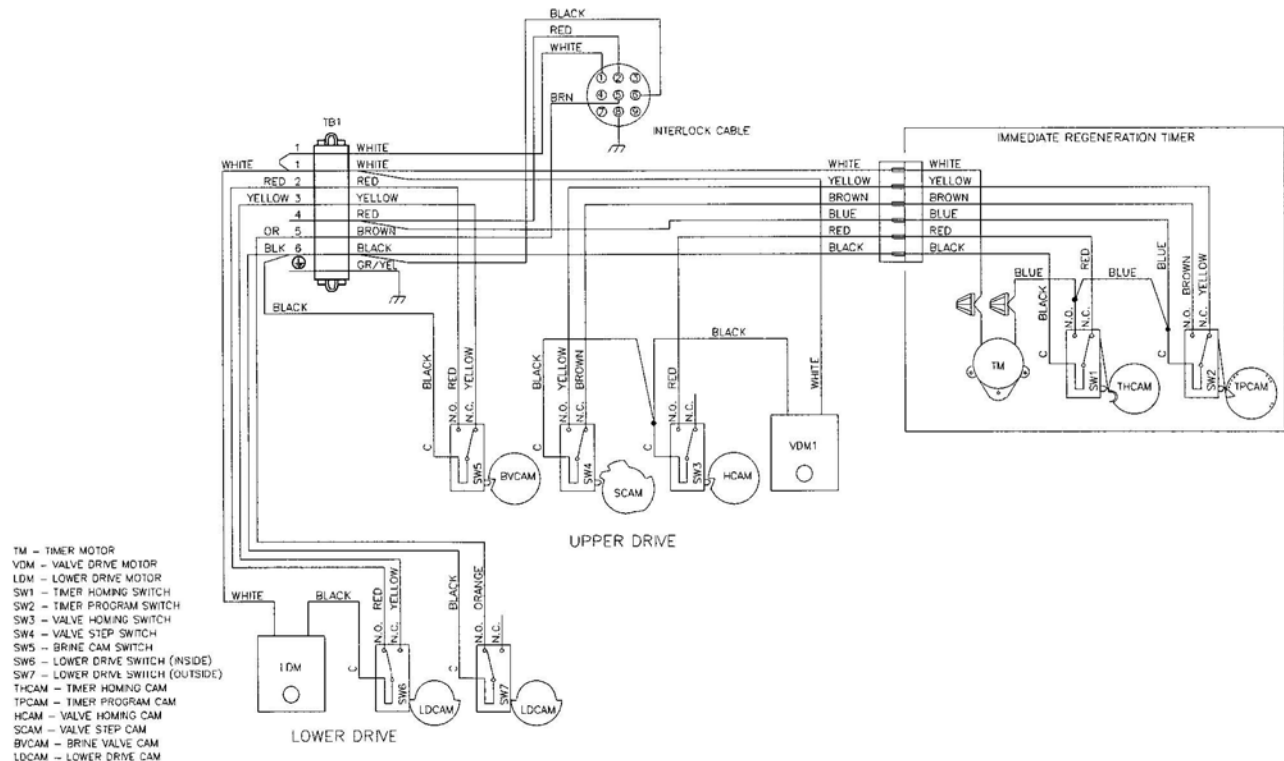 BLACK
RED
WHITE
1 2 3
4 5 6
7 8 9
BRN
INTERLOCK CABLE
TB1
WHITE
1 WHITE
1 WHITE
RED 2 RED
YELLOW 3 YELLOW
4 RED
OR 5 BROWN
BLK 6 BLACK
GR/YEL
BLACK
IMMEDIATE REGENERATION TIMER
WHITE WHITE
YELLOW YELLOW
BROWN BROWN
BLUE BLUE
RED RED
BLACK BLACK
BLUE
BLACK
RED
BLUE
BLUE
BROWN
YELLOW
N.O.
N.C.
N.O.
N.C.
C
C
TM
SW1
THCAM
SW2
TPCAM
BLACK
RED
YELLOW
N.O.
N.C.
C
SW5
BVCAM
BLACK
YELLOW
BROWN
N.O.
N.C.
C
SW4
SCAM
RED
N.O.
N.C.
C
SW3
HCAM
BLACK
WHITE
VDM1
UPPER DRIVE
WHITE
BLACK
LDM
RED
YELLOW
N.O.
N.C.
C
SW6
LDCAM
BLACK
ORANGE
N.O.
N.C.
C
SW7
LDCAM
LOWER DRIVE
TM – TIMER MOTOR
VDM – VALVE DRIVE MOTOR
LDM – LOWER DRIVE MOTOR
SW1 – TIMER HOMING SWITCH
SW2 – TIMER PROGRAM SWITCH
SW3 – VALVE HOMING SWITCH
SW4 – VALVE STEP SWITCH
SW5 – BRINE CAM SWITCH
SW6 – LOWER DRIVE SWITCH (INSIDE)
SW7 – LOWER DRIVE SWITCH (OUTSIDE)
THCAM – TIMER HOMING CAM
TPCAM – TIMER PROGRAM CAM
HCAM – VALVE HOMING CAM
SCAM – VALVE STEP CAM
BVCAM – BRINE VALVE CAM
LDCAM – LOWER DRIVE CAM